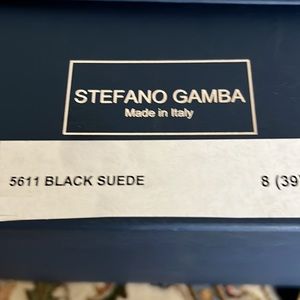 STEFANO GAMBA
Made in Italy
5611 BLACK SUEDE 8 (39)